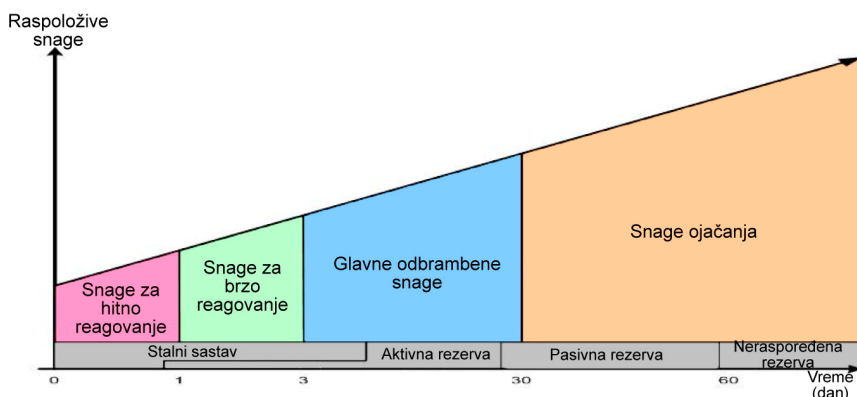 Raspoložive
snage
Snage za
hitno
reagovanje
Snage za
brzo
reagovanje
Glavne odbrambene
snage
Snage ojačanja
Stalni sastav
Aktivna rezerva
Pasivna rezerva
Neraspoređena
rezerva
0
1
3
30
60
Vreme
(dan)